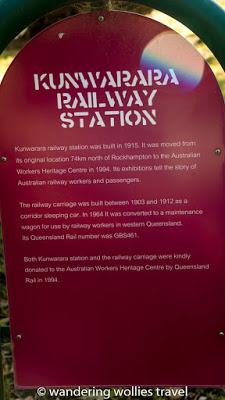 KUNWARARA
RAILWAY
STATION
Kunwarara railway station was built in 1915. It was moved from
its original location 74km north of Rockhampton to the Australian
Workers Heritage Centre in 1994. Its exhibitions tell the story of
Australian railway workers and passengers.
The railway carriage was built between 1903 and 1912 as a
corridor sleeping car. In 1964 it was converted to a maintenance
wagon for use by railway workers in western Queensland.
Its Queensland Rail number was GBS461.
Both Kunwarara station and the railway carriage were kindly
donated to the Australian Workers Heritage Centre by Queensland
Rail in 1994.
© wandering wollies travel